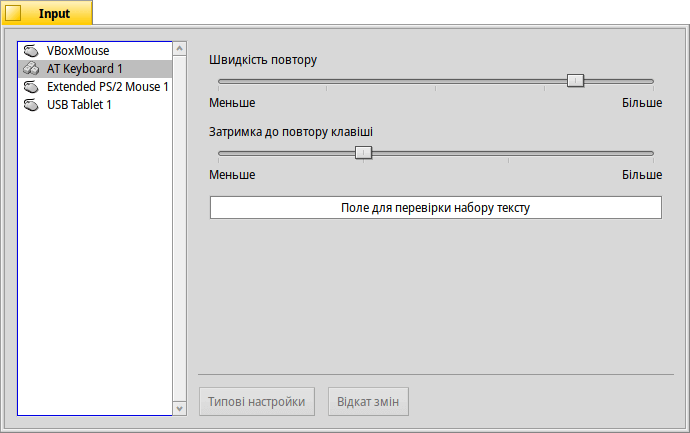 Input
VBoxMouse
AT Keyboard 1
Extended PS/2 Mouse 1
USB Tablet 1
Швидкість повтору
Меньше Більше
Затримка до повтору клавіші
Меньше Більше
Поле для перевірки набору тексту
Типові настройки Відкат змін